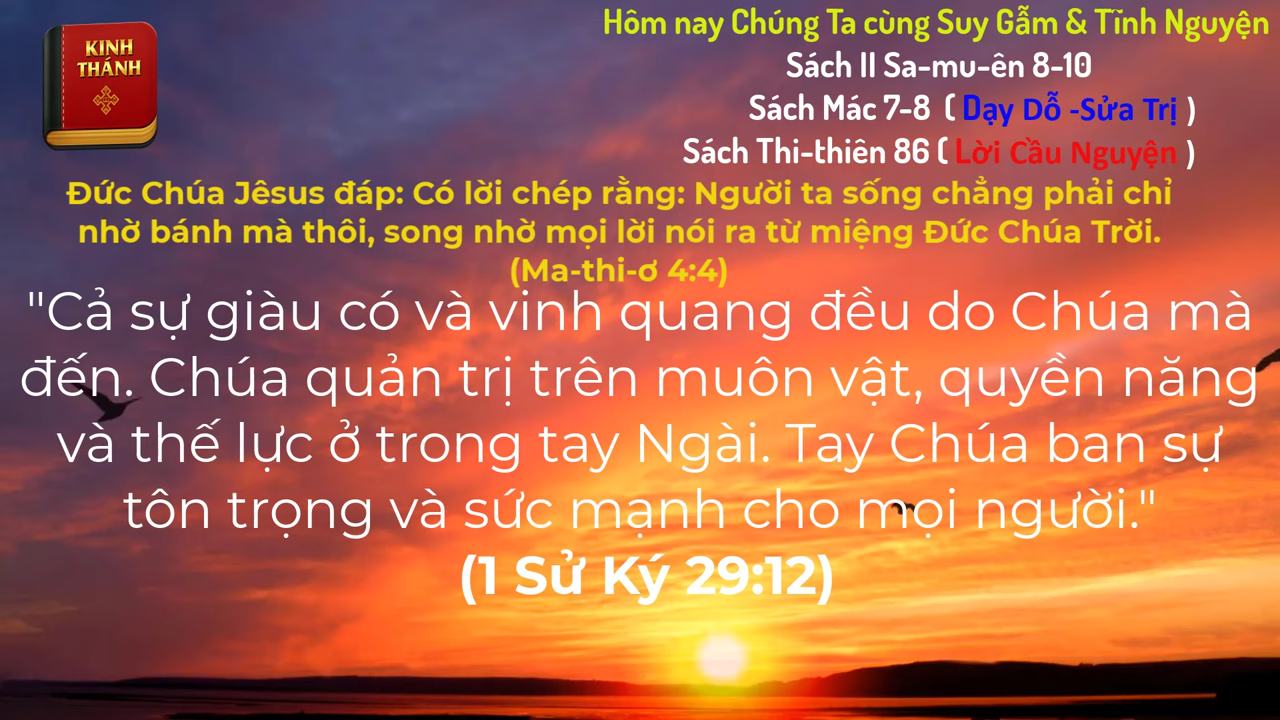 KINH
THÁNH
Hôm nay Chúng Ta cùng Suy Gẫm & Tĩnh Nguyện
Sách II Sa-mu-ên 8-10
Sách Mác 7-8 ( Dạy Dỗ -Sửa Trị )
Sách Thi-thiên 86 ( Lời Cầu Nguyện )
Đức Chúa Jêsus đáp: Có lời chép rằng: Người ta sống chẳng phải chỉ
nhờ bánh mà thôi, song nhờ mọi lời nói ra từ miệng Đức Chúa Trời.
(Ma-thi-ơ 4:4)
"Cả sự giàu có và vinh quang đều do Chúa mà
đến. Chúa quản trị trên muôn vật, quyền năng
và thế lực ở trong tay Ngài. Tay Chúa ban sự
tôn trọng và sức mạnh cho mọi người."
(1 Sử Ký 29:12)